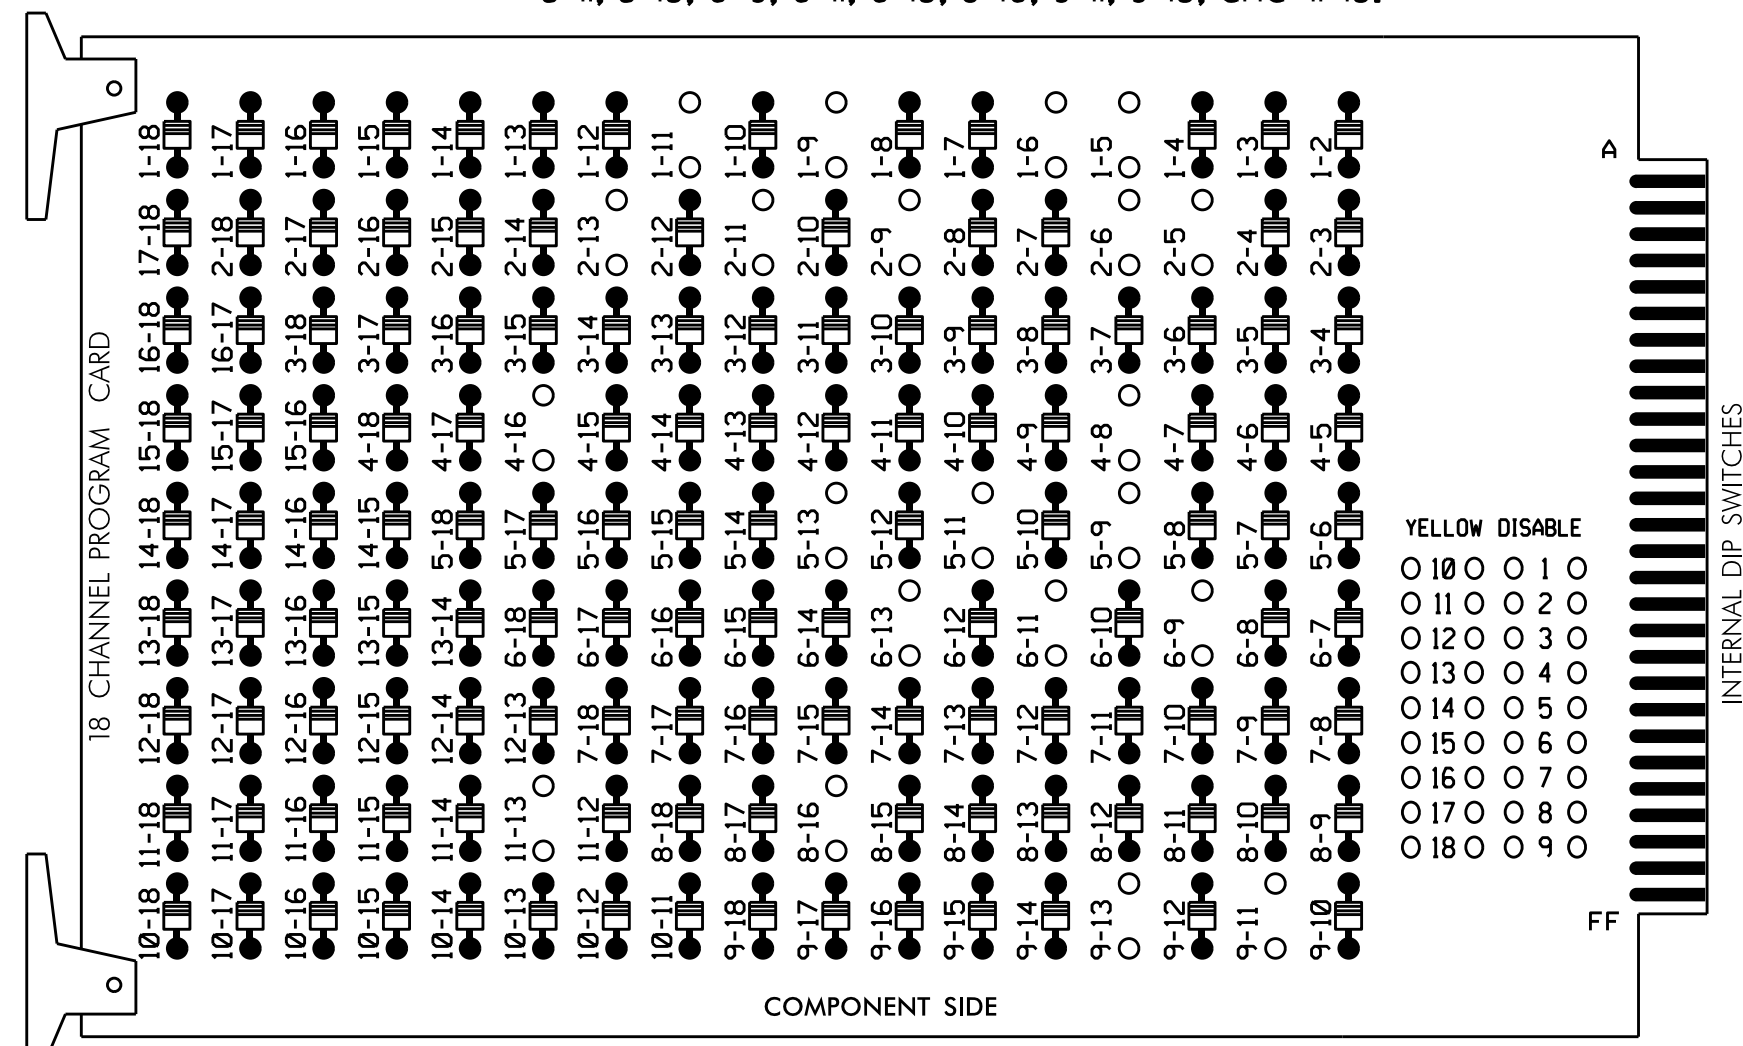 1-18 1-17 1-16 1-15 1-14 1-13 1-12 1-11 1-10 1-9 1-8 1-7 1-6 1-5 1-4 1-3 1-2
A
17-18 2-18 2-17 2-16 2-15 2-14 2-13 2-12 2-11 2-10 2-9 2-8 2-7 2-6 2-5 2-4 2-3
16-18 16-17 3-18 3-17 3-16 3-15 3-14 3-13 3-12 3-11 3-10 3-9 3-8 3-7 3-6 3-5 3-4
15-18 15-17 15-16 4-18 4-17 4-16 4-15 4-14 4-13 4-12 4-11 4-10 4-9 4-8 4-7 4-6 4-5
14-18 14-17 14-16 14-15 5-18 5-17 5-16 5-15 5-14 5-13 5-12 5-11 5-10 5-9 5-8 5-7 5-6
13-18 13-17 13-16 13-15 13-14 6-18 6-17 6-16 6-15 6-14 6-13 6-12 6-11 6-10 6-9 6-8 6-7
12-18 12-17 12-16 12-15 12-14 12-13 7-18 7-17 7-16 7-15 7-14 7-13 7-12 7-11 7-10 7-9 7-8
11-18 11-17 11-16 11-15 11-14 11-13 11-12 8-18 8-17 8-16 8-15 8-14 8-13 8-12 8-11 8-10 8-9
10-18 10-17 10-16 10-15 10-14 10-13 10-12 10-11 9-18 9-17 9-16 9-15 9-14 9-13 9-12 9-11 9-10
18 CHANNEL PROGRAM CARD
YELLOW DISABLE
10 1
11 2
12 3
13 4
14 5
15 6
16 7
17 8
18 9
FF
INTERNAL DIP SWITCHES
COMPONENT SIDE